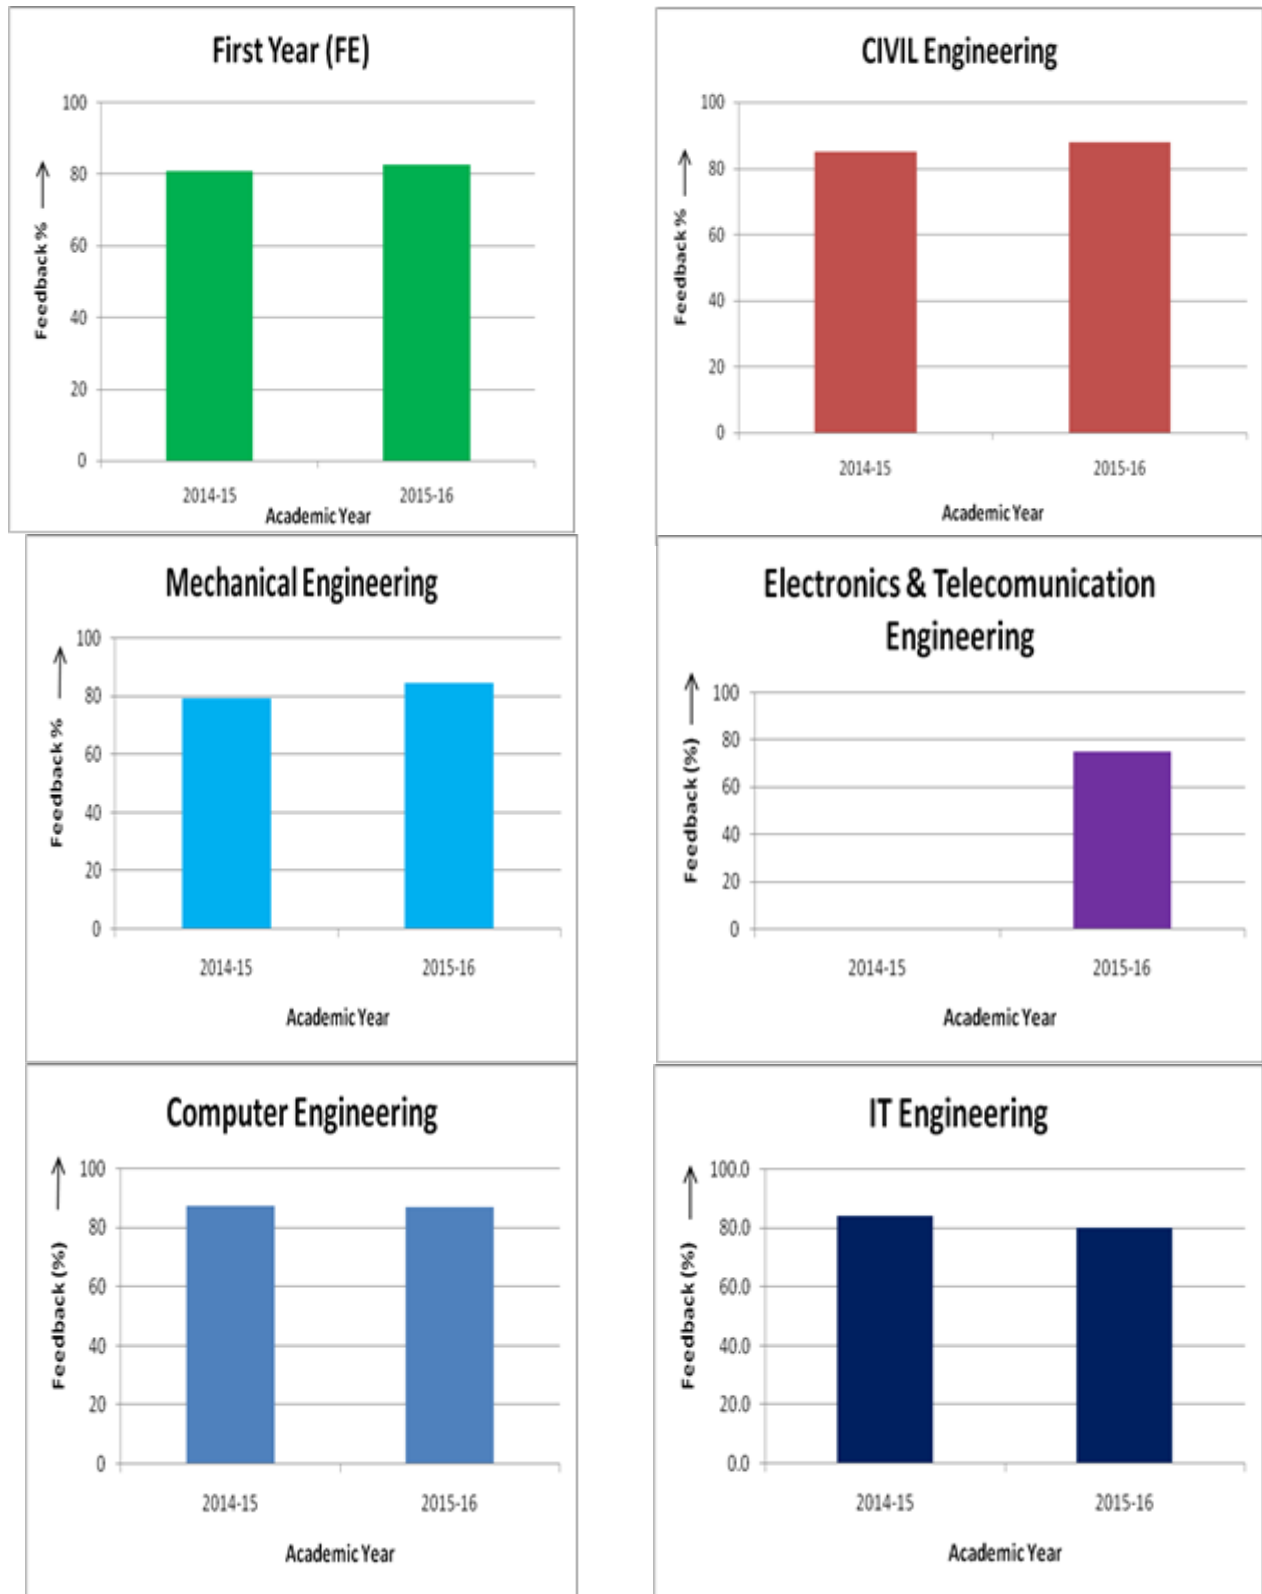 First Year (FE)
100
80
60
40
20
0
Feedback %
2014-15
2015-16
Academic Year
CIVIL Engineering
100
80
60
40
20
0
Feedback %
2014-15
2015-16
Academic Year
Mechanical Engineering
100
80
60
40
20
0
Feedback %
2014-15
2015-16
Academic Year
Electronics & Telecomunication
Engineering
100
80
60
40
20
0
Feedback (%)
2014-15
2015-16
Academic Year
Computer Engineering
100
80
60
40
20
0
Feedback (%)
2014-15
2015-16
Academic Year
IT Engineering
100.0
80.0
60.0
40.0
20.0
0.0
Feedback (%)
2014-15
2015-16
Academic Year